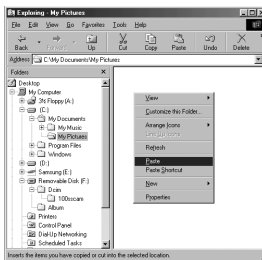 Exploring - My Pictures
File Edit View Go Favorites Tools Help
Back Forward Up Cut Copy Paste Undo Delete
Address C:\My Documents\My Pictures
Folders
Desktop
My Computer
3½ Floppy (A:)
(C:)
My Documents
My Music
My Pictures
Program Files
Windows
(D:)
Samsung (E:)
Removable Disk (F:)
Dcim
100sscam
Album
Printers
Control Panel
Dial-Up Networking
Scheduled Tasks
View
Customize this Folder...
Arrange Icons
Line Up Icons
Refresh
Paste
Paste Shortcut
New
Properties
Inserts the items you have copied or cut into the selected location.